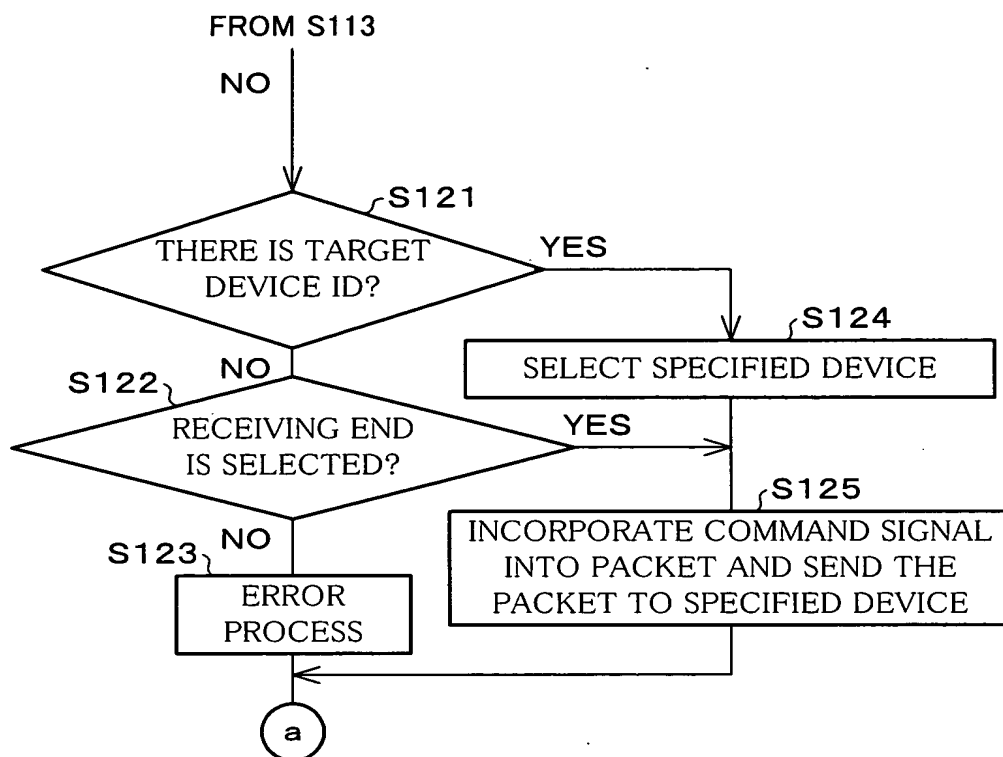 FROM S113
NO
S121
THERE IS TARGET
DEVICE ID?
YES
S124
SELECT SPECIFIED DEVICE
NO
S122
RECEIVING END
IS SELECTED?
YES
S125
INCORPORATE COMMAND SIGNAL
INTO PACKET AND SEND THE
PACKET TO SPECIFIED DEVICE
NO
S123
ERROR
PROCESS
a